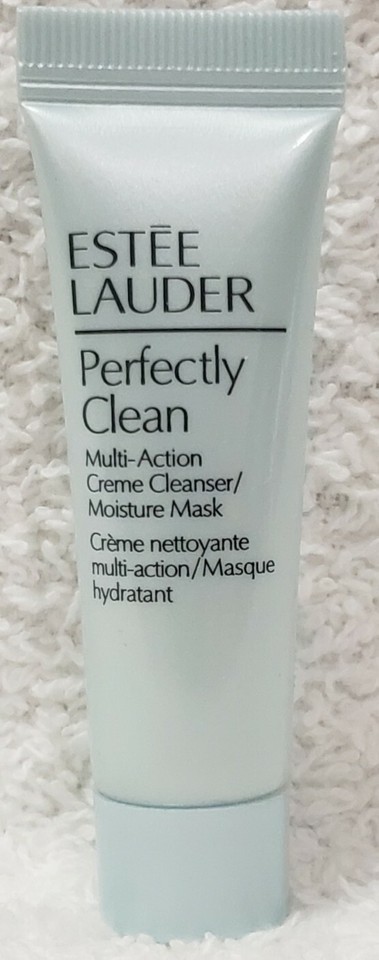 ESTĒE
LAUDER
Perfectly
Clean
Multi-Action
Creme Cleanser/
Moisture Mask
Crème nettoyante
multi-action/Masque
hydratant